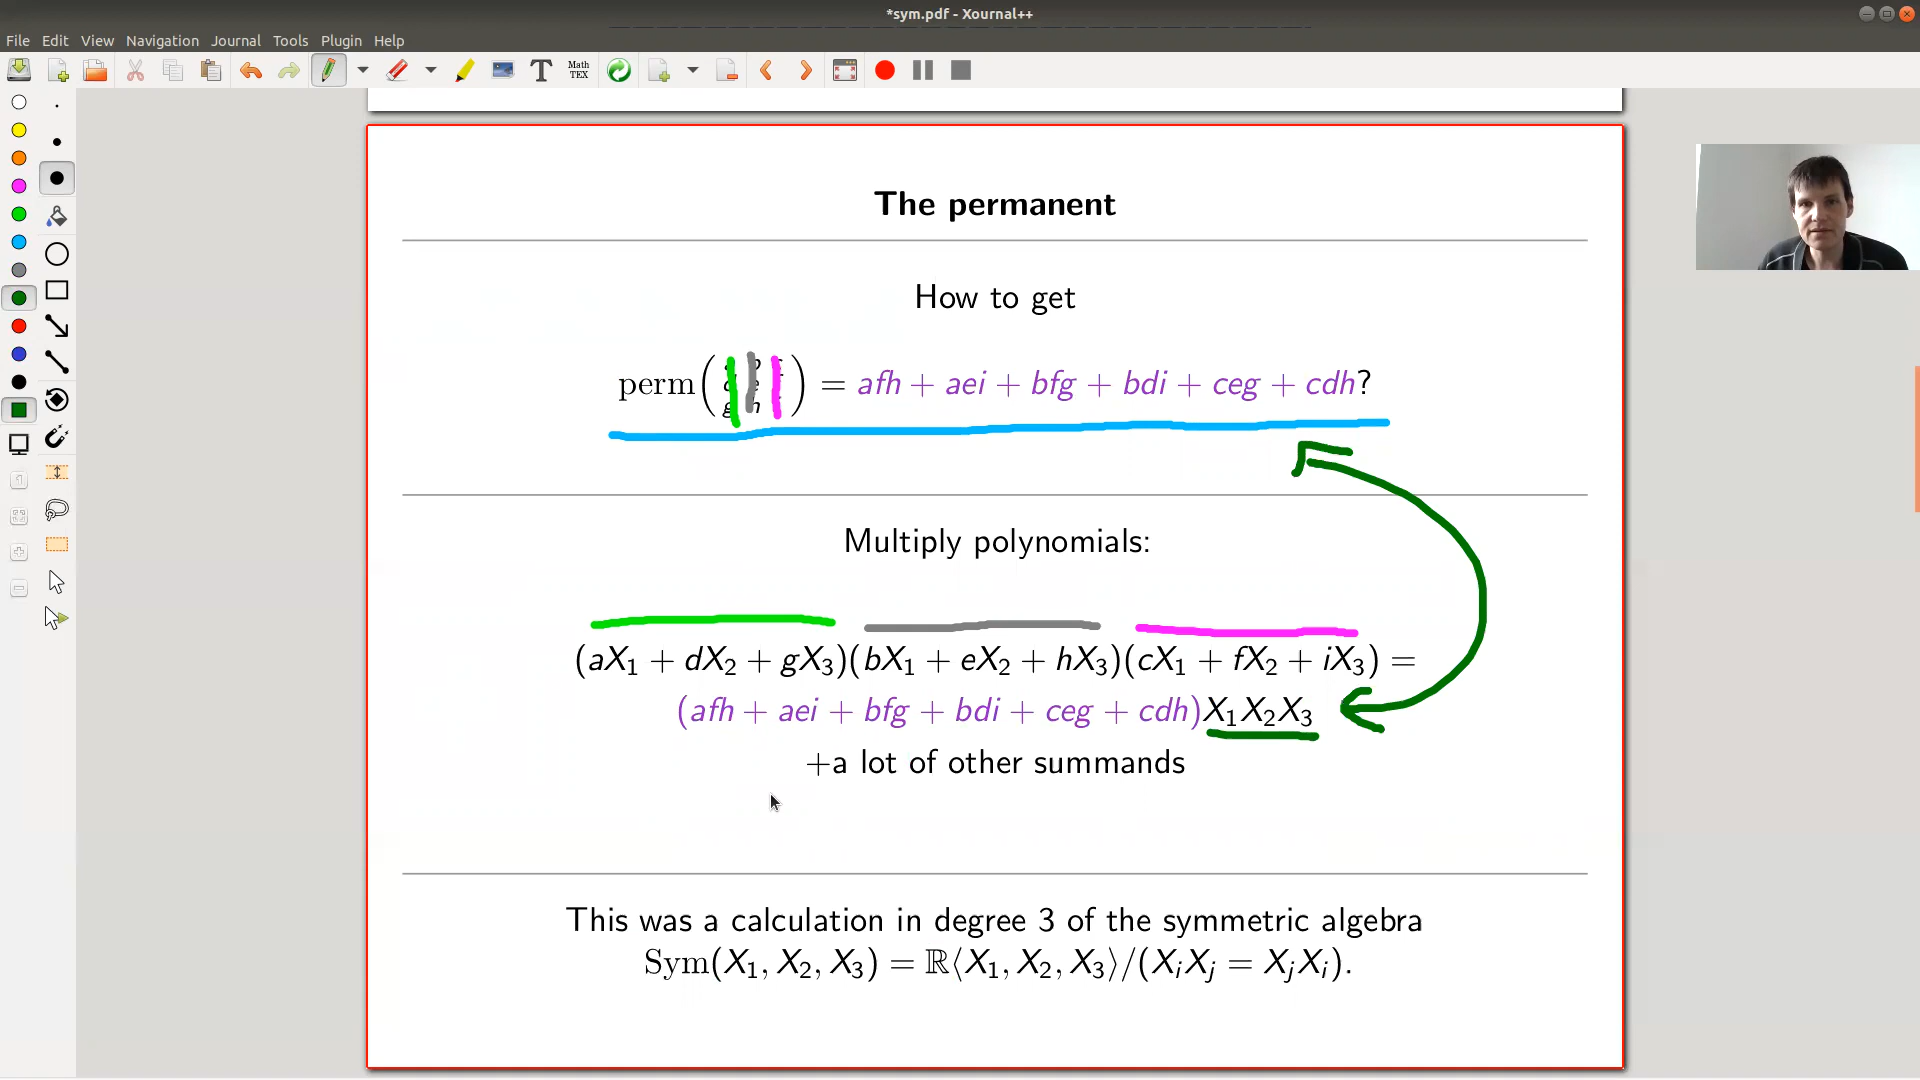 *sym.pdf - Xournal++
File Edit View Navigation Journal Tools Plugin Help
Math TEX
The permanent
How to get
perm( e g h ) = afh + aei + bfg + bdi + ceg + cdh?
Multiply polynomials:
(aX₁ + dX₂ + gX₃)(bX₁ + eX₂ + hX₃)(cX₁ + fX₂ + iX₃) =
(afh + aei + bfg + bdi + ceg + cdh)X₁X₂X₃
+a lot of other summands
This was a calculation in degree 3 of the symmetric algebra
Sym(X₁, X₂, X₃) = ℝ⟨X₁, X₂, X₃⟩/(XᵢXⱼ = XⱼXᵢ).